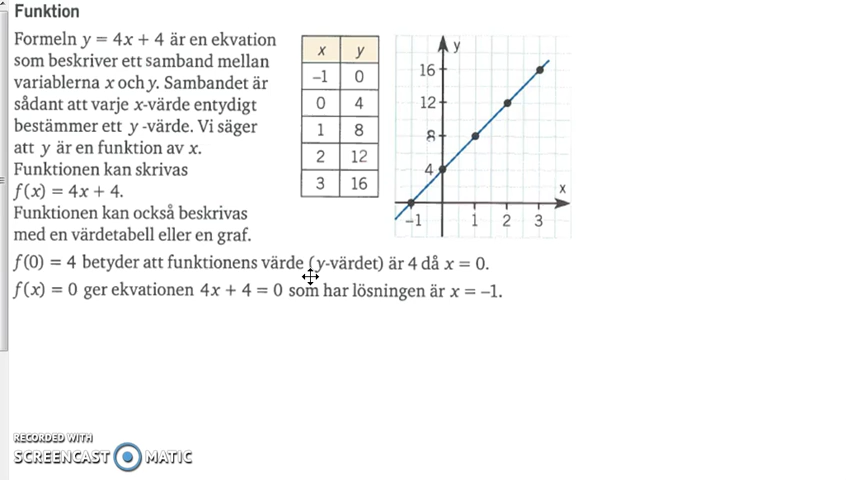 Funktion
Formeln y = 4x + 4 är en ekvation
som beskriver ett samband mellan
variablerna x och y. Sambandet är
sådant att varje x-värde entydigt
bestämmer ett y -värde. Vi säger
att y är en funktion av x.
Funktionen kan skrivas
f(x) = 4x + 4.
Funktionen kan också beskrivas
med en värdetabell eller en graf.
x y
−1 0
0 4
1 8
2 12
3 16
y
16
12
8
4
x
−1 1 2 3
f(0) = 4 betyder att funktionens värde (y-värdet) är 4 då x = 0.
f(x) = 0 ger ekvationen 4x + 4 = 0 som har lösningen är x = −1.
RECORDED WITH
SCREENCAST MATIC